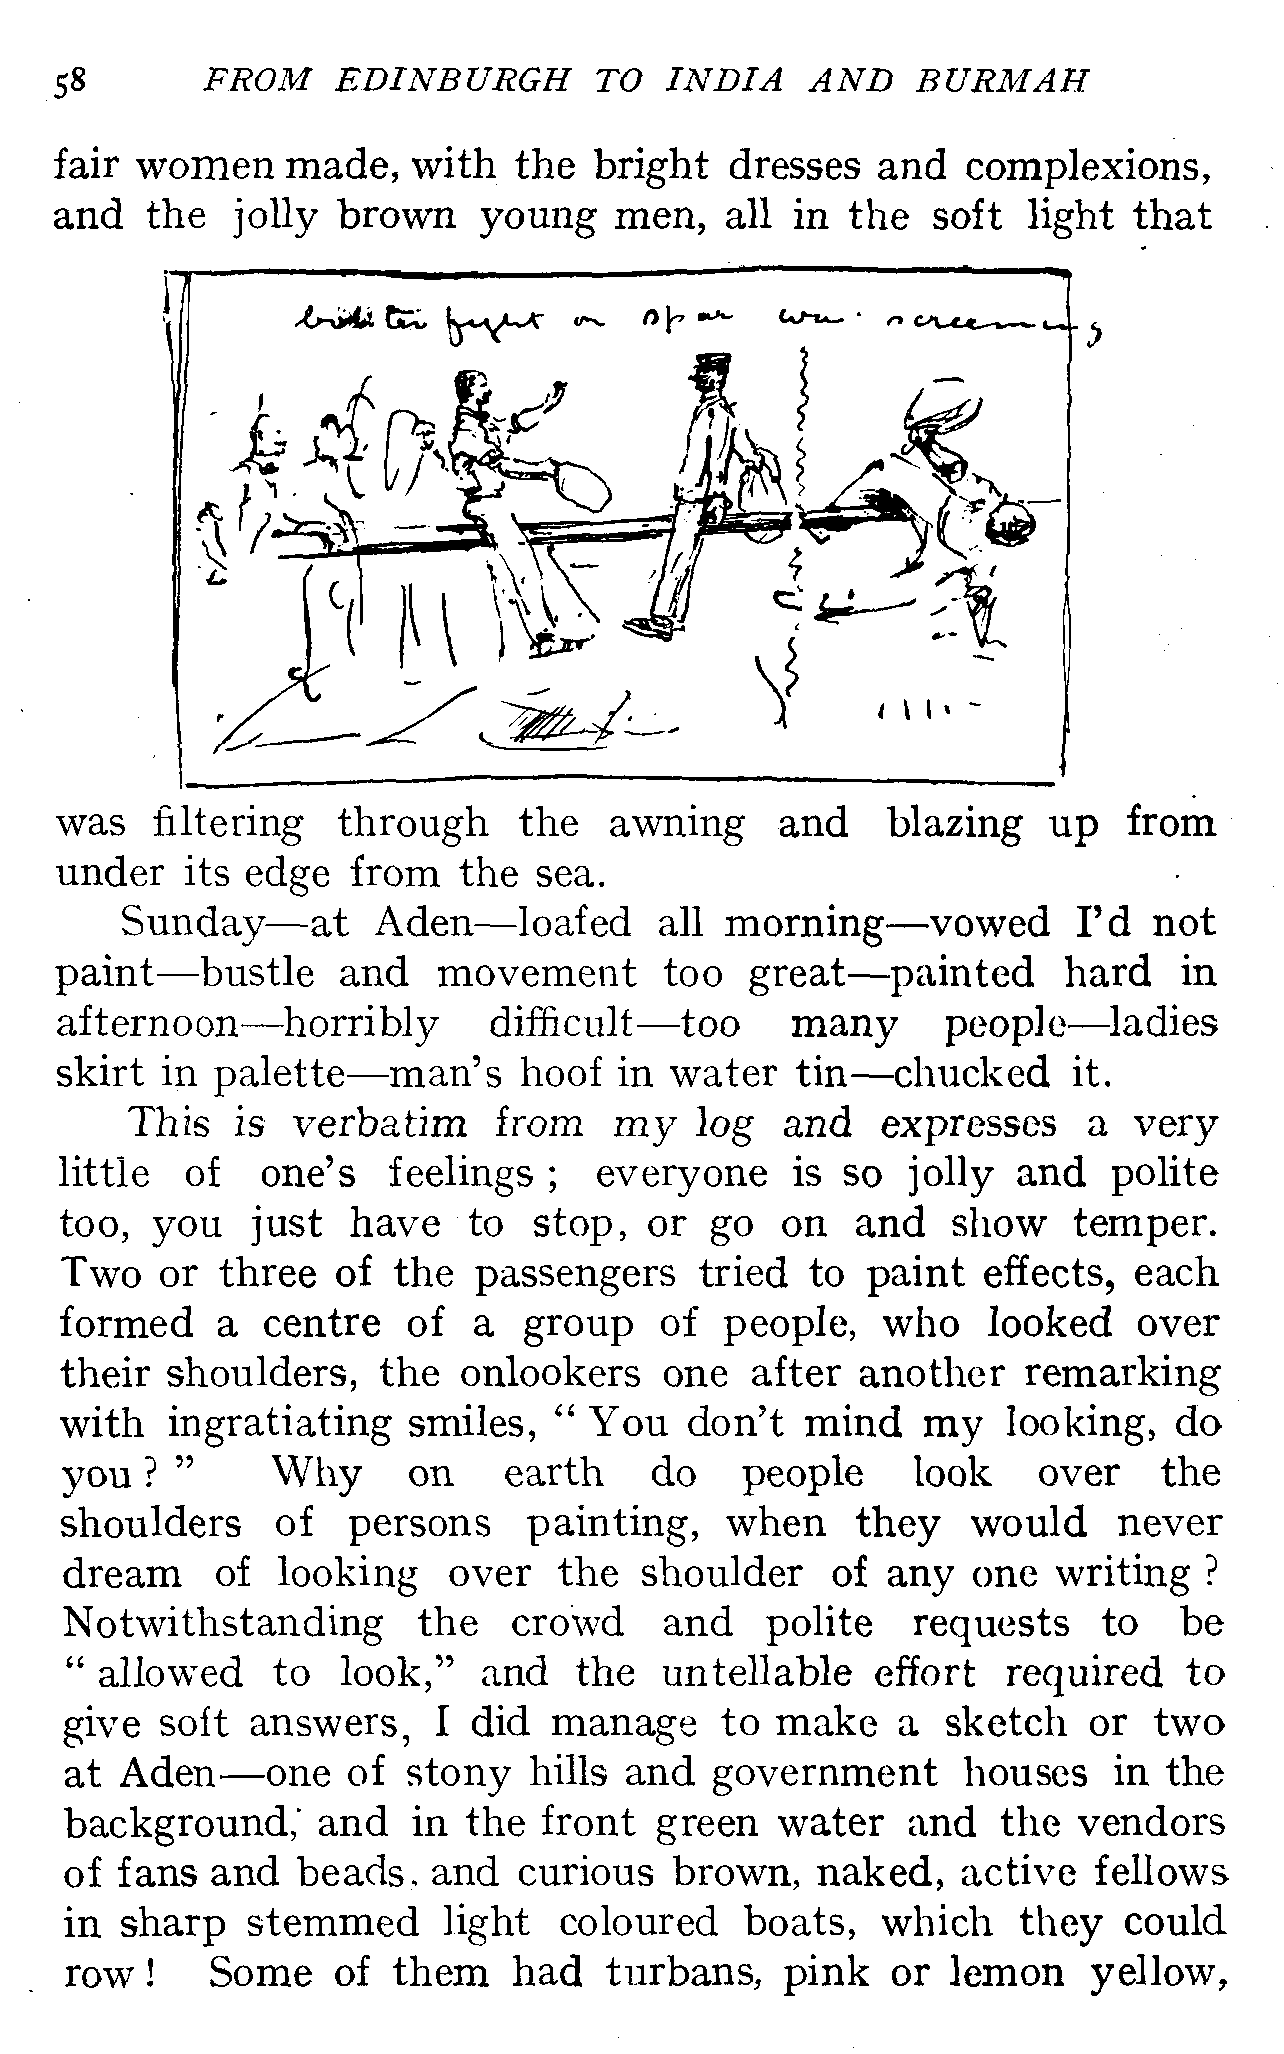 58 FROM EDINBURGH TO INDIA AND BURMAH
fair women made, with the bright dresses and complexions,
and the jolly brown young men, all in the soft light that
fight on spar screaming
was filtering through the awning and blazing up from
under its edge from the sea.
Sunday—at Aden—loafed all morning—vowed I'd not
paint—bustle and movement too great—painted hard in
afternoon—horribly difficult—too many people—ladies
skirt in palette—man's hoof in water tin—chucked it.
This is verbatim from my log and expresses a very
little of one's feelings ; everyone is so jolly and polite
too, you just have to stop, or go on and show temper.
Two or three of the passengers tried to paint effects, each
formed a centre of a group of people, who looked over
their shoulders, the onlookers one after another remarking
with ingratiating smiles, “ You don't mind my looking, do
you ? ” Why on earth do people look over the
shoulders of persons painting, when they would never
dream of looking over the shoulder of any one writing ?
Notwithstanding the crowd and polite requests to be
“ allowed to look,” and the untellable effort required to
give soft answers, I did manage to make a sketch or two
at Aden—one of stony hills and government houses in the
background, and in the front green water and the vendors
of fans and beads, and curious brown, naked, active fellows
in sharp stemmed light coloured boats, which they could
row ! Some of them had turbans, pink or lemon yellow,